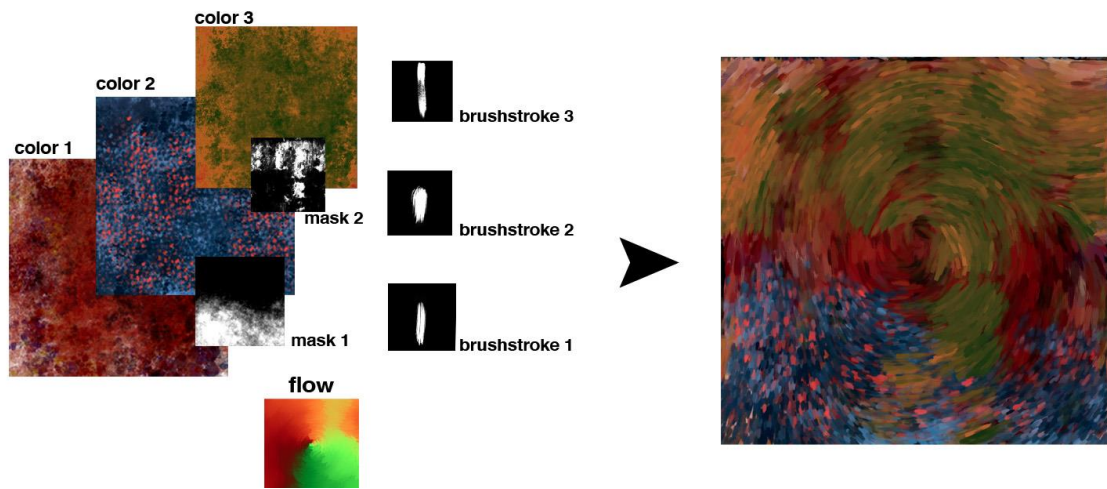 color 3
color 2
color 1
mask 2
mask 1
brushstroke 3
brushstroke 2
brushstroke 1
flow